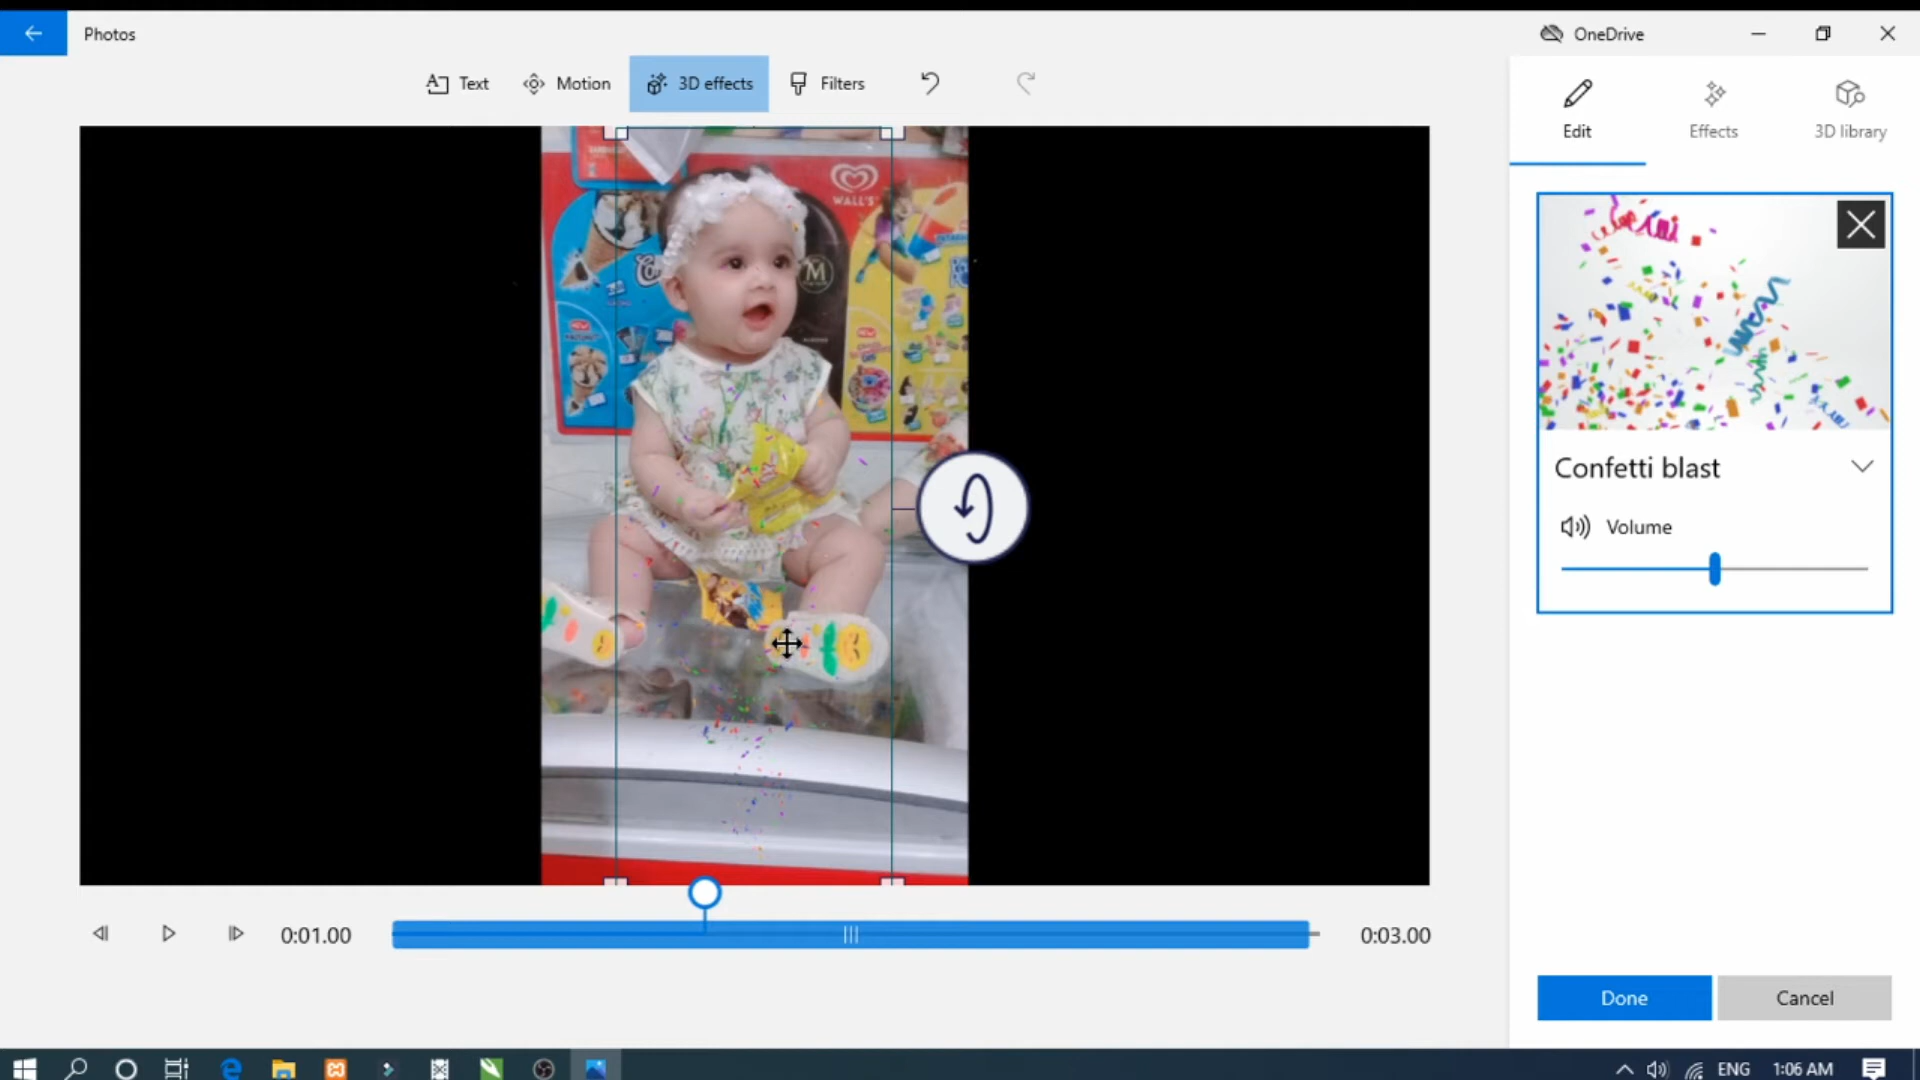 Photos
OneDrive
Text
Motion
3D effects
Filters
Edit
Effects
3D library
WALL'S
M
Confetti blast
Volume
0:01.00
0:03.00
Done
Cancel
ENG
1:06 AM